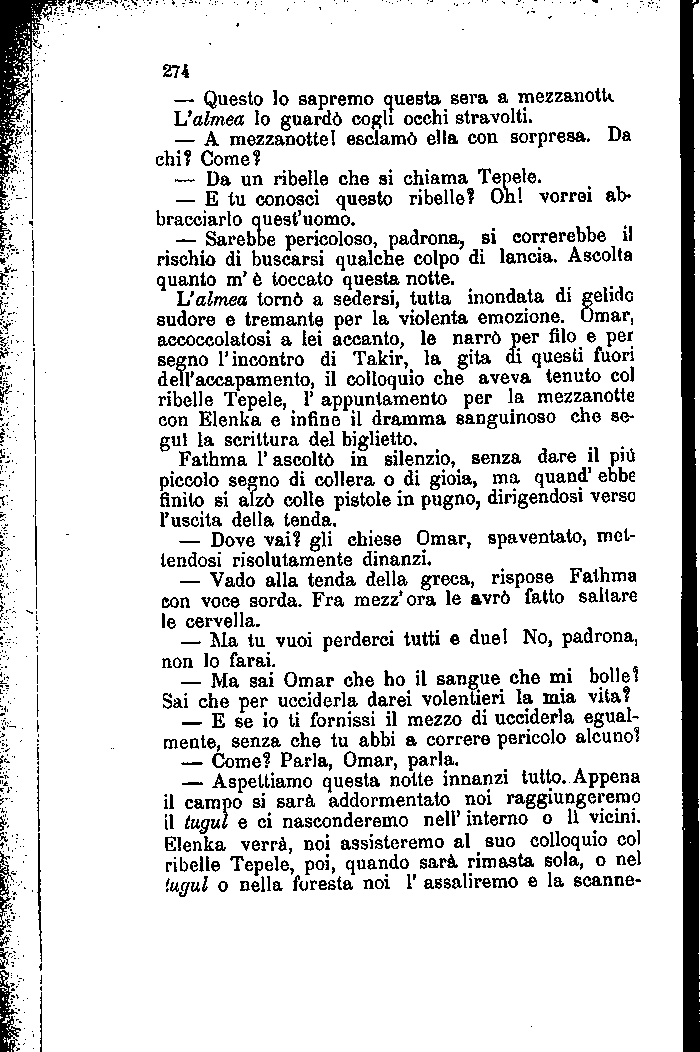 274
— Questo lo sapremo questa sera a mezzanotte
L'almea lo guardò cogli occhi stravolti.
— A mezzanotte! esclamò ella con sorpresa. Da
chi? Come?
— Da un ribelle che si chiama Tepele.
— E tu conosci questo ribelle? Oh! vorrei ab-
bracciarlo quest'uomo.
— Sarebbe pericoloso, padrona, si correrebbe il
rischio di buscarsi qualche colpo di lancia. Ascolta
quanto m' è toccato questa notte.
L'almea tornò a sedersi, tutta inondata di gelido
sudore e tremante per la violenta emozione. Omar,
accoccolatosi a lei accanto, le narrò per filo e per
segno l'incontro di Takir, la gita di questi fuori
dell'accapamento, il colloquio che aveva tenuto col
ribelle Tepele, l' appuntamento per la mezzanotte
con Elenka e infine il dramma sanguinoso che se-
guì la scrittura del biglietto.
Fathma l' ascoltò in silenzio, senza dare il più
piccolo segno di collera o di gioia, ma quand' ebbe
finito si alzò colle pistole in pugno, dirigendosi verso
l'uscita della tenda.
— Dove vai? gli chiese Omar, spaventato, met-
tendosi risolutamente dinanzi.
— Vado alla tenda della greca, rispose Fathma
con voce sorda. Fra mezz'ora le avrò fatto saltare
le cervella.
— Ma tu vuoi perderci tutti e due! No, padrona,
non lo farai.
— Ma sai Omar che ho il sangue che mi bolle?
Sai che per ucciderla darei volentieri la mia vita?
— E se io ti fornissi il mezzo di ucciderla egual-
mente, senza che tu abbi a correre pericolo alcuno?
— Come? Parla, Omar, parla.
— Aspettiamo questa notte innanzi tutto. Appena
il campo si sarà addormentato noi raggiungeremo
il tugul e ci nasconderemo nell' interno o lì vicini.
Elenka verrà, noi assisteremo al suo colloquio col
ribelle Tepele, poi, quando sarà rimasta sola, o nel
tugul o nella foresta noi l' assaliremo e la scanne-